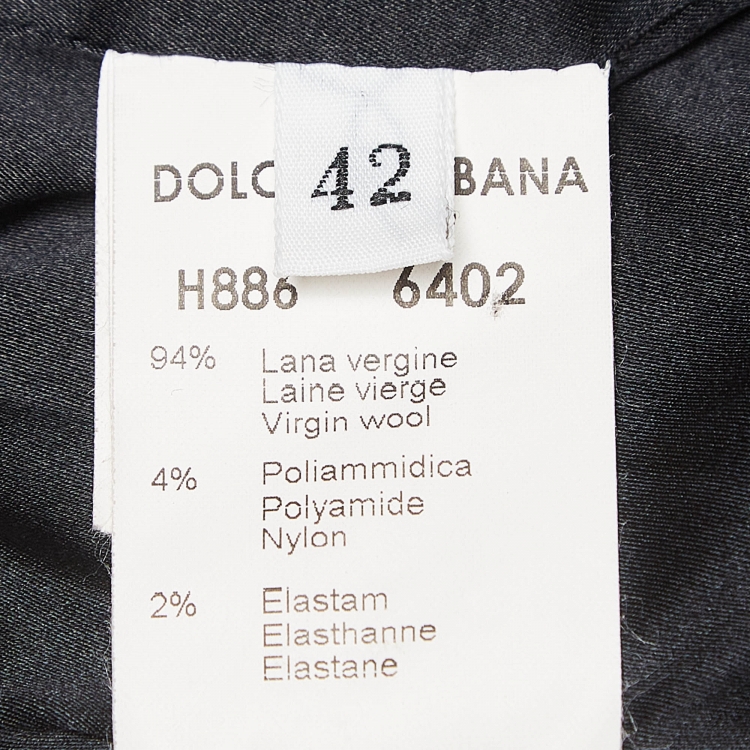 42
DOLC BANA
H886 6402
94% Lana vergine
Laine vierge
Virgin wool
4% Poliammidica
Polyamide
Nylon
2% Elastam
Elasthanne
Elastane